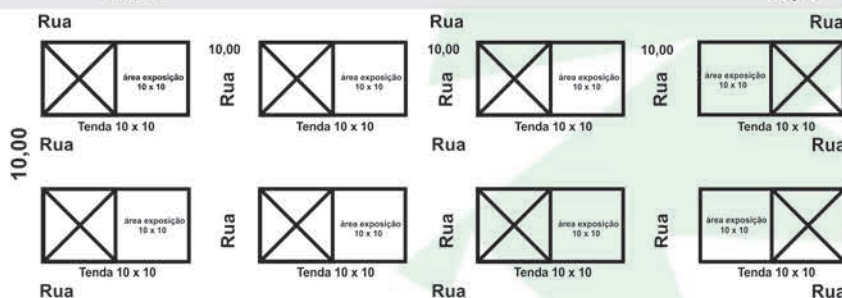 Rua Rua Rua
10,00 10,00 10,00
área exposição área exposição área exposição área exposição
10 x 10 10 x 10 10 x 10 10 x 10
Rua Rua Rua
Tenda 10 x 10 Tenda 10 x 10 Tenda 10 x 10 Tenda 10 x 10
10,00
Rua Rua Rua
área exposição área exposição área exposição área exposição
10 x 10 10 x 10 10 x 10 10 x 10
Rua Rua Rua
Tenda 10 x 10 Tenda 10 x 10 Tenda 10 x 10 Tenda 10 x 10
Rua Rua Rua